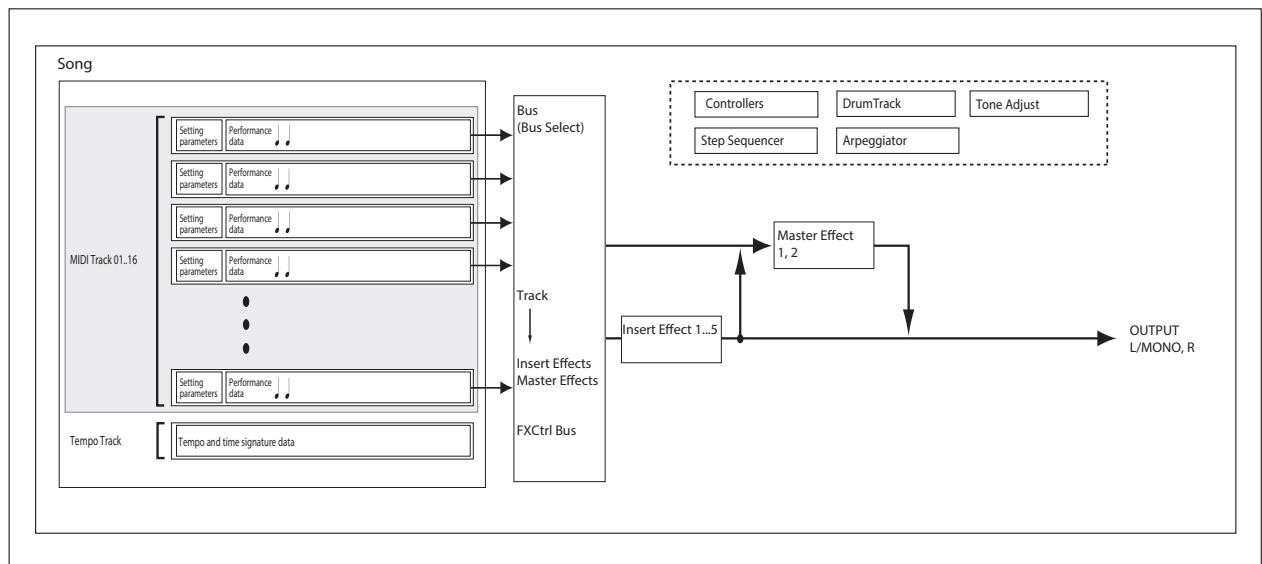 Song
MIDI Track 01..16
Setting
parameters
Performance
data
Setting
parameters
Performance
data
Setting
parameters
Performance
data
Setting
parameters
Performance
data
Setting
parameters
Performance
data
Tempo Track
Tempo and time signature data
Bus
(Bus Select)
Track
Insert Effects
Master Effects
FXCtrl Bus
Controllers
DrumTrack
Tone Adjust
Step Sequencer
Arpeggiator
Master Effect
1, 2
Insert Effect 1...5
OUTPUT
L/MONO, R